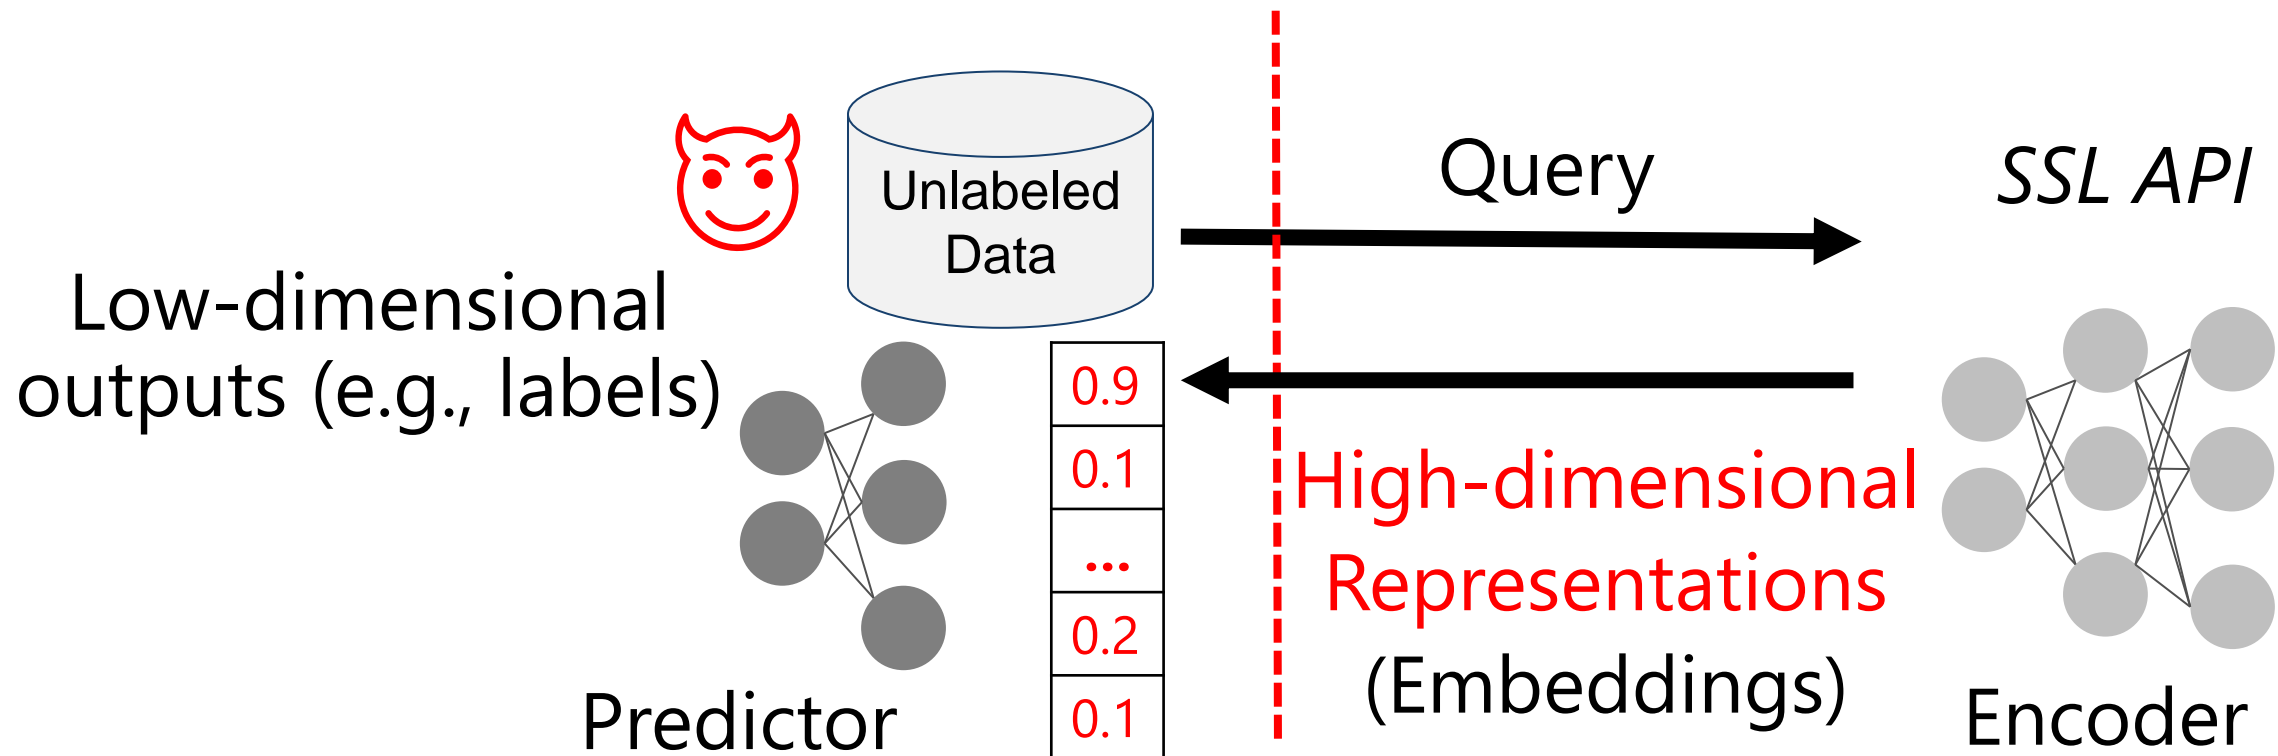 Unlabeled
Data
Query
SSL API
Low-dimensional
outputs (e.g., labels)
0.9
0.1
...
0.2
0.1
High-dimensional
Representations
(Embeddings)
Predictor
Encoder